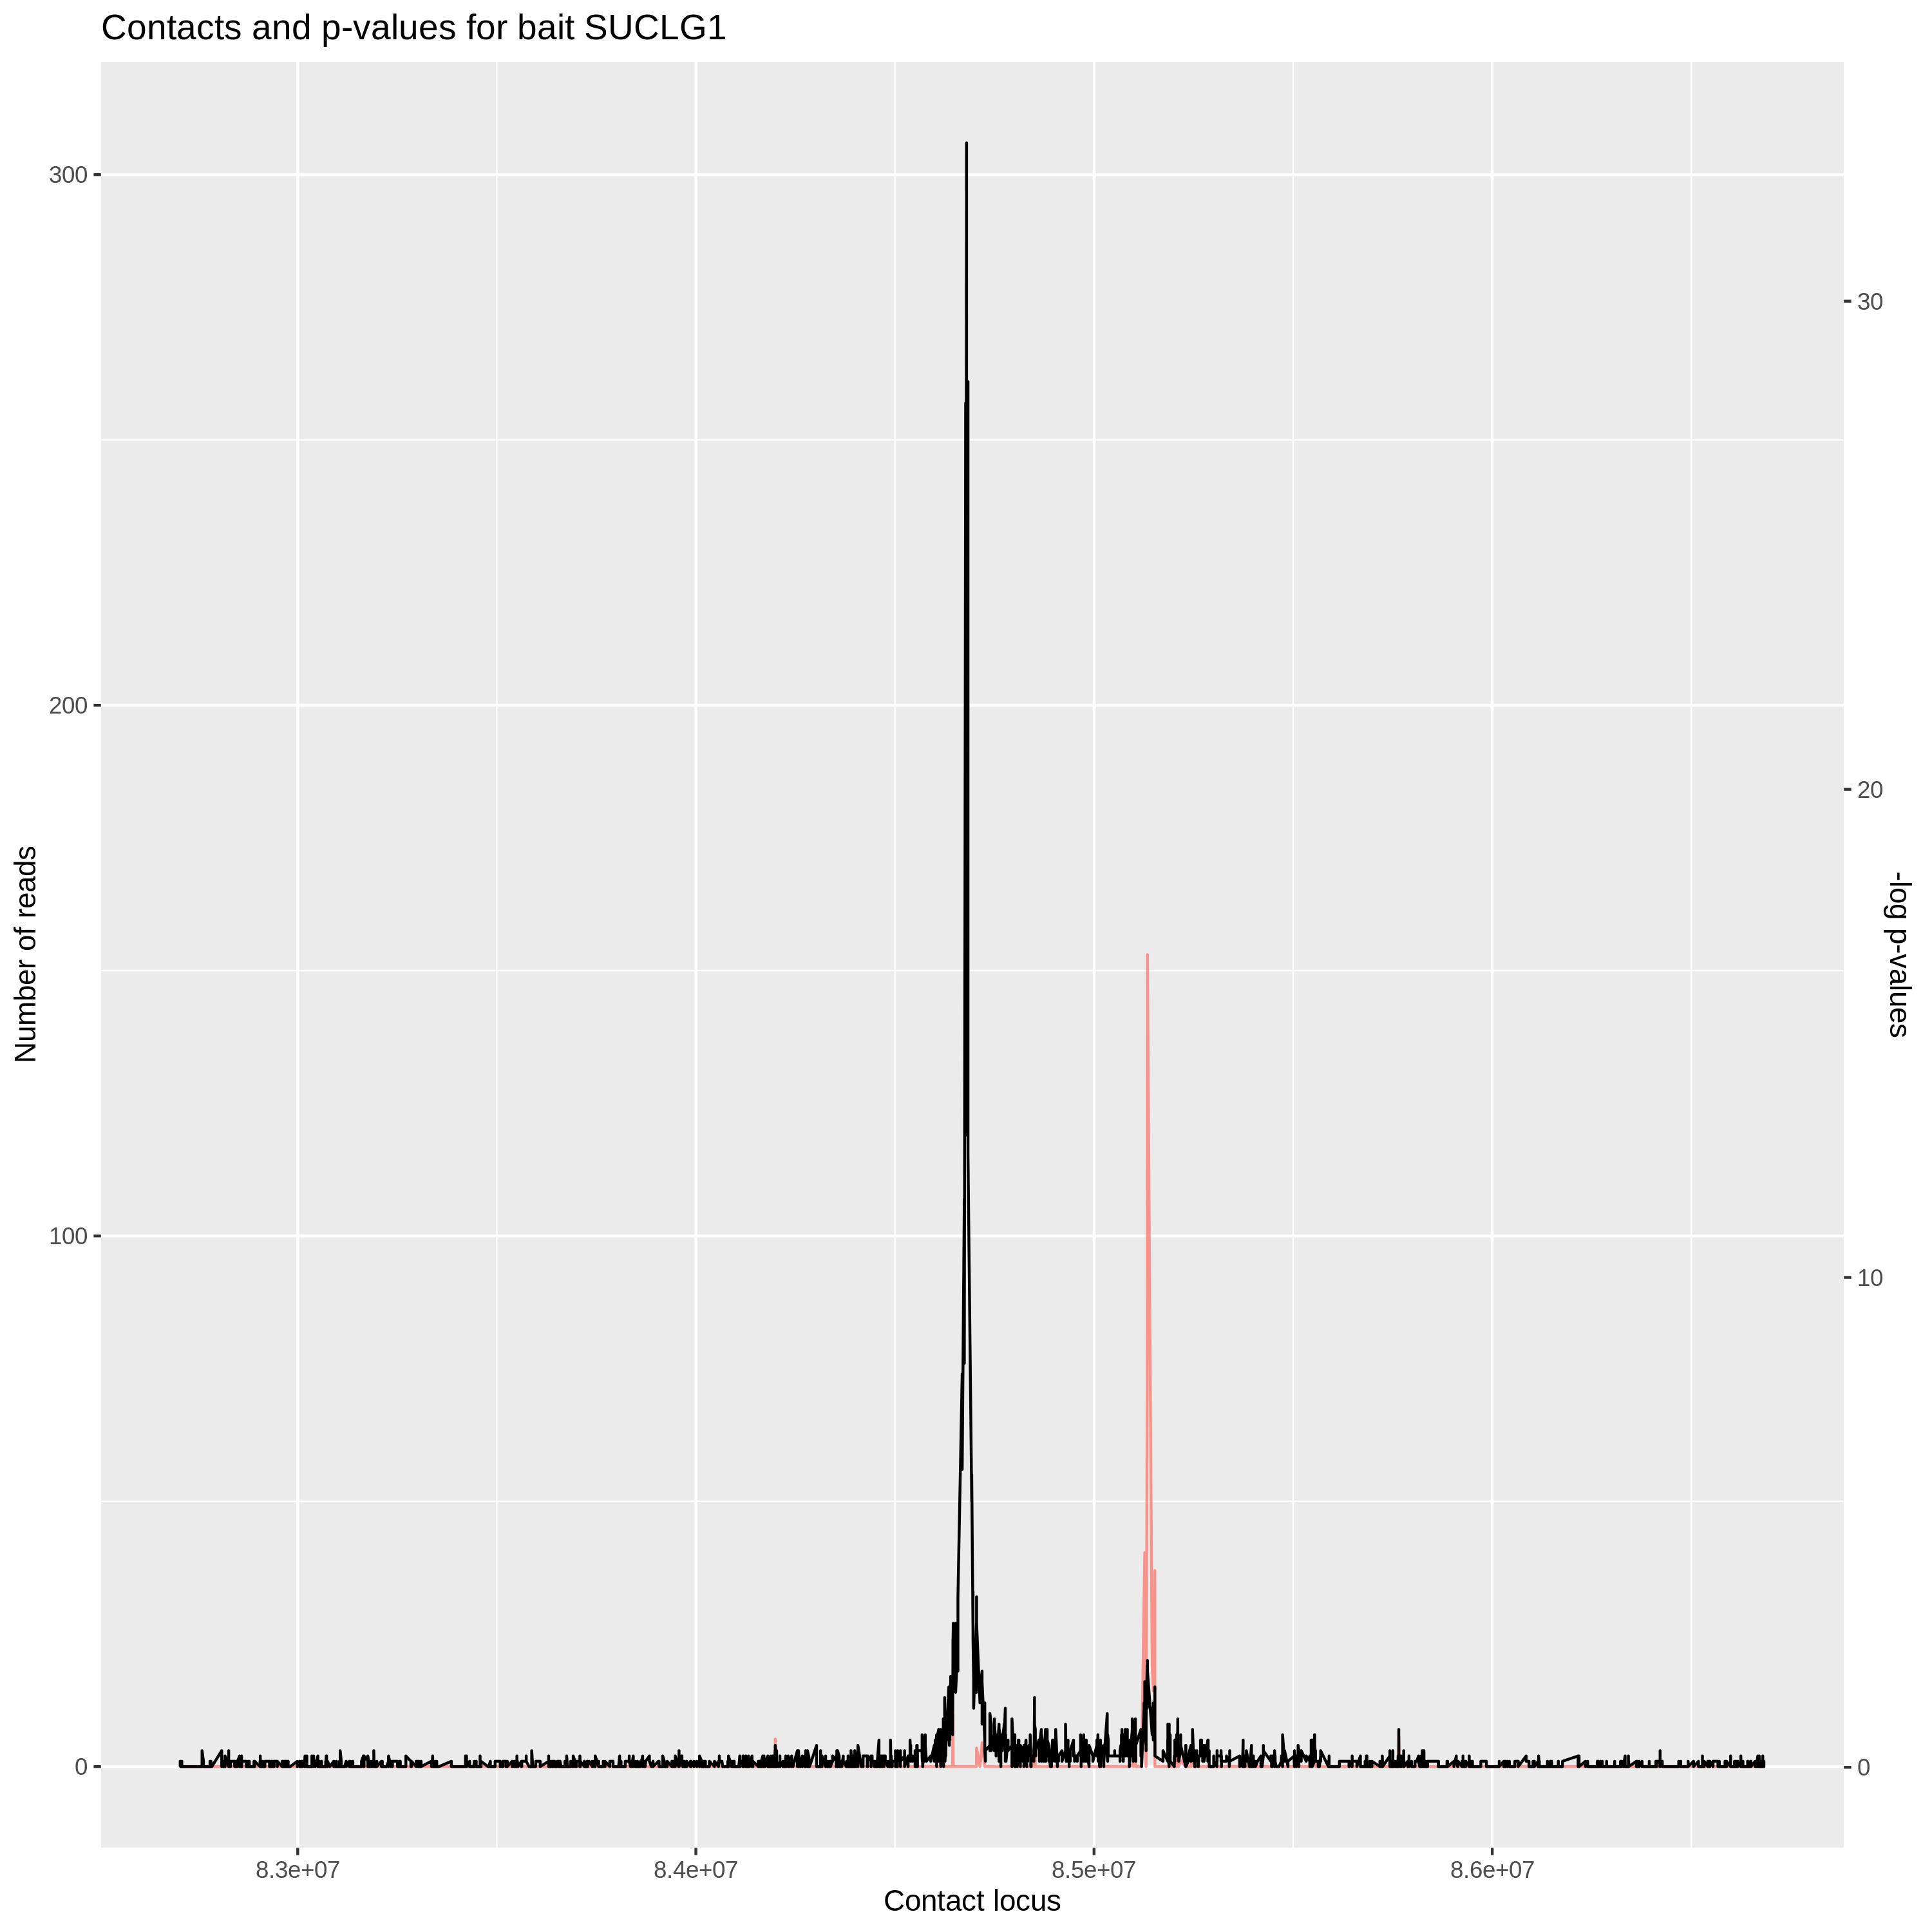 Contacts and p-values for bait SUCLG1
300
200
100
0
Number of reads
30
20
10
0
-log p-values
8.3e+07 8.4e+07 8.5e+07 8.6e+07
Contact locus